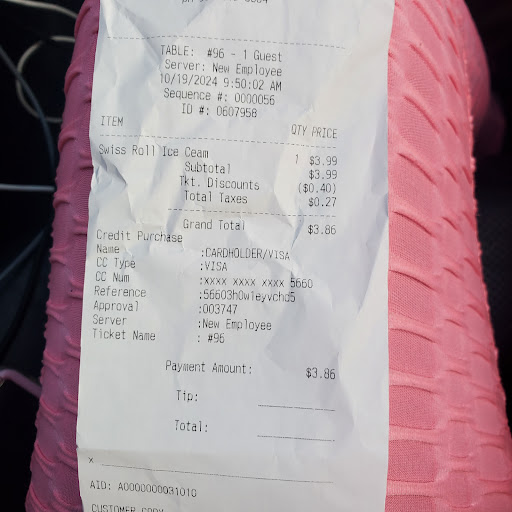 TABLE: #96 - 1 Guest
Server: New Employee
10/19/2024 9:50:02 AM
Sequence #: 0000056
ID #: 0607958
ITEM QTY PRICE
Swiss Roll Ice Ceam 1 $3.99
Subtotal $3.99
Tkt. Discounts ($0.40)
Total Taxes $0.27
Grand Total $3.86
Credit Purchase
Name :CARDHOLDER/VISA
CC Type :VISA
CC Num :xxxx xxxx xxxx 5660
Reference :56603h0w1eyvchd5
Approval :003747
Server :New Employee
Ticket Name : #96
Payment Amount: $3.86
Tip:
Total:
x
AID: A0000000031010
CUSTOMER COPY